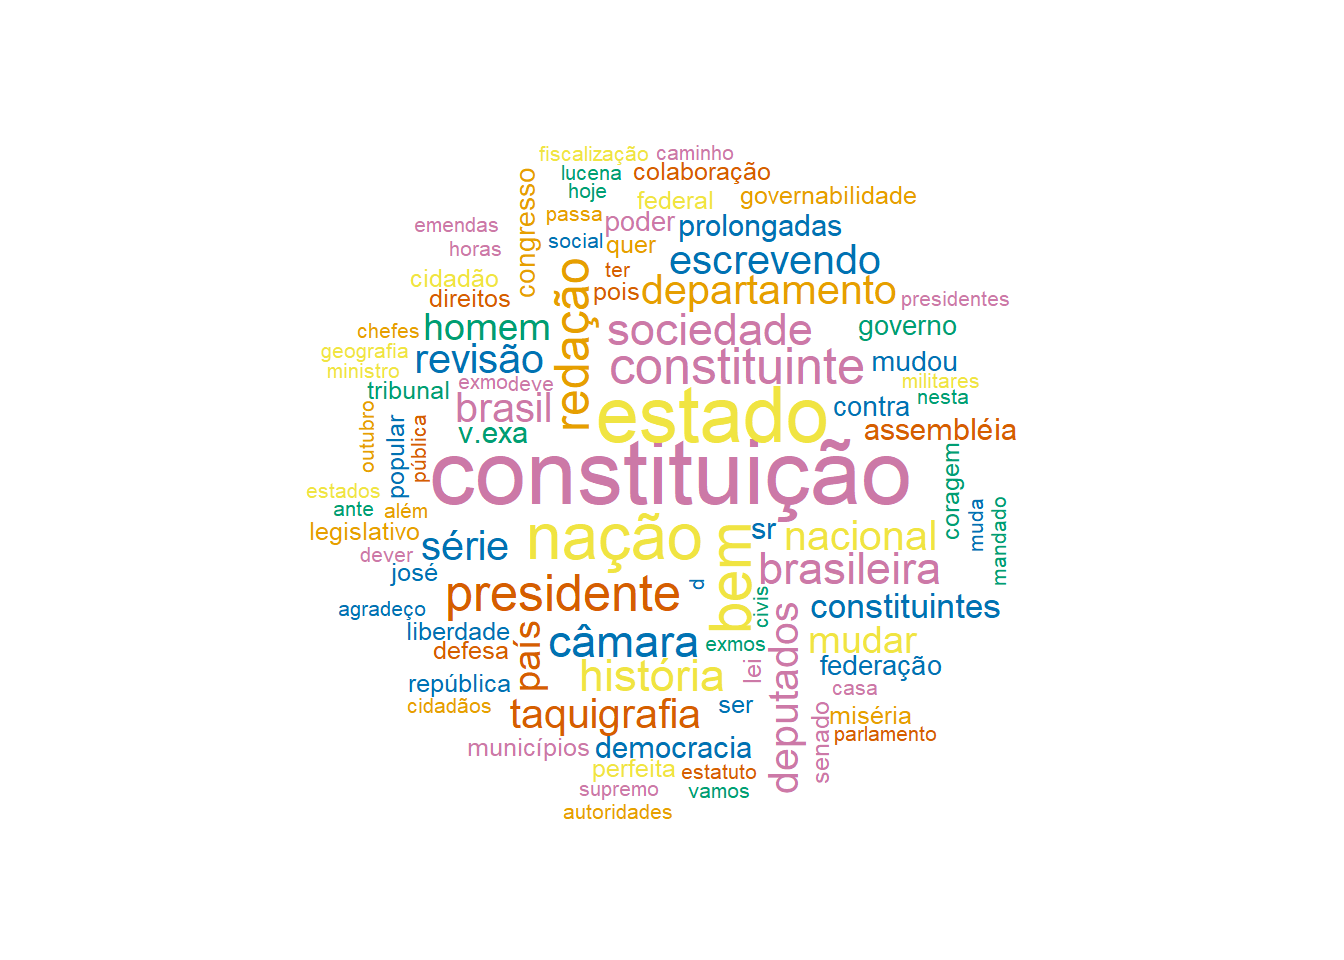 fiscalização caminho
lucena colaboração
hoje
congresso
federal governabilidade
emendas passa poder prolongadas
horas social quer
cidadão redação ter escrevendo
direitos pois departamento presidentes
chefes homem sociedade governo
geografia revisão constituinte mudou
ministro
tribunal exmo deve militares
brasil estado contra nesta
outubro popular pública v.exa assembléia
constituição
coragem
estados
ante além nação bem sr nacional muda mandado
legislativo
dever série brasileira
josé
agradeço presidente d civis constituintes
liberdade país câmara exmos deputados mudar
defesa
república história lei federação
cidadãos casa
taquigrafia ser senado miséria
parlamento
municípios democracia
perfeita estatuto
supremo vamos
autoridades